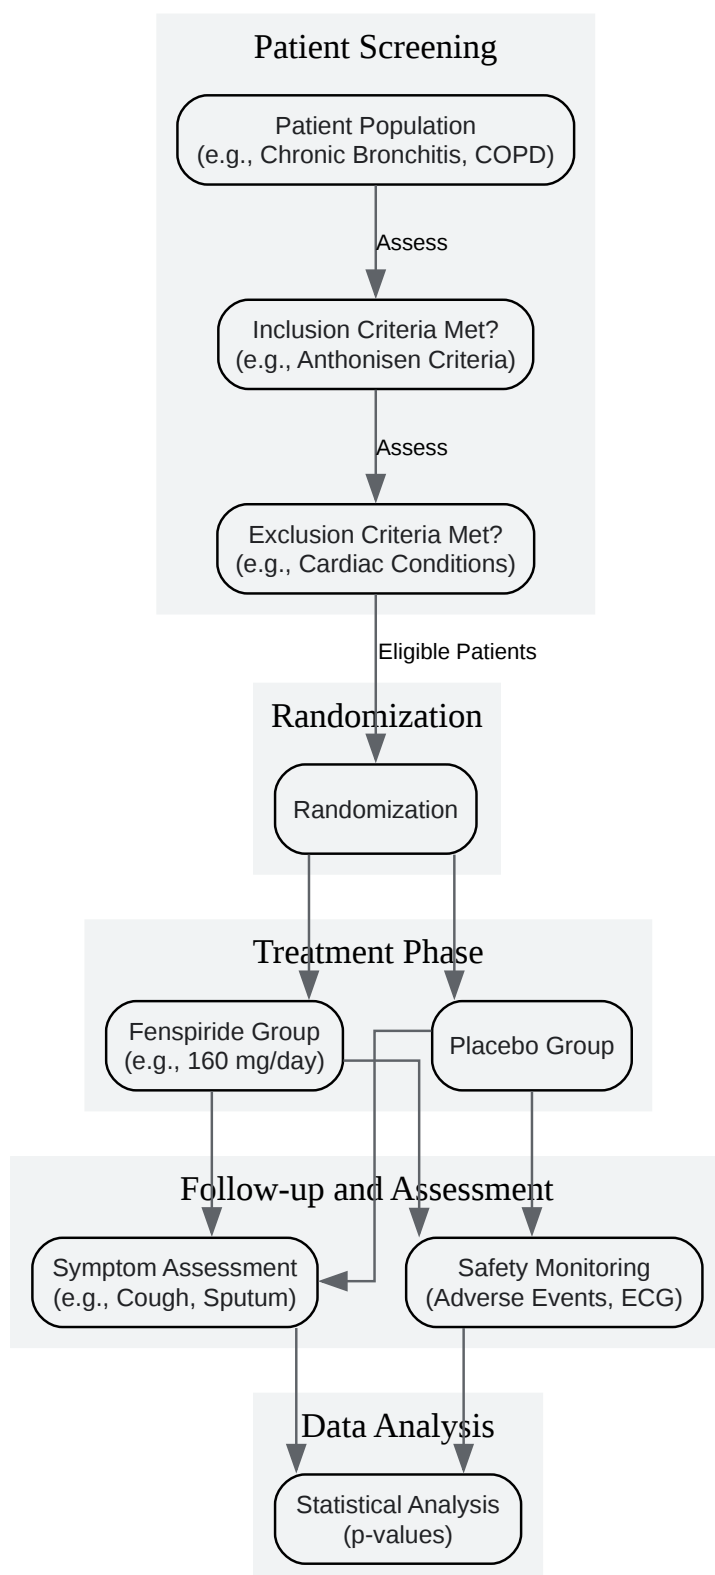 Patient Screening
Patient Population
(e.g., Chronic Bronchitis, COPD)
Assess
Inclusion Criteria Met?
(e.g., Anthonisen Criteria)
Assess
Exclusion Criteria Met?
(e.g., Cardiac Conditions)
Eligible Patients
Randomization
Randomization
Treatment Phase
Fenspiride Group
(e.g., 160 mg/day)
Placebo Group
Follow-up and Assessment
Symptom Assessment
(e.g., Cough, Sputum)
Safety Monitoring
(Adverse Events, ECG)
Data Analysis
Statistical Analysis
(p-values)